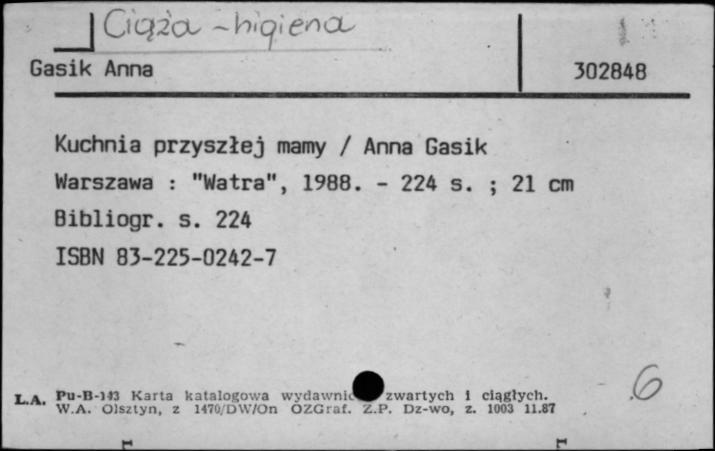 Ciąża - higiena
Gasik Anna
302848
Kuchnia przyszłej mamy / Anna Gasik
Warszawa : "Watra", 1988. - 224 s. ; 21 cm
Bibliogr. s. 224
ISBN 83-225-0242-7
L.A. Pu-B-143 Karta katalogowa zwartych i ciągłych.
W.A. Olsztyn, z 1470/DW/On OZGraf. Z.P. Dz-wo, z. 1003 11.87
6